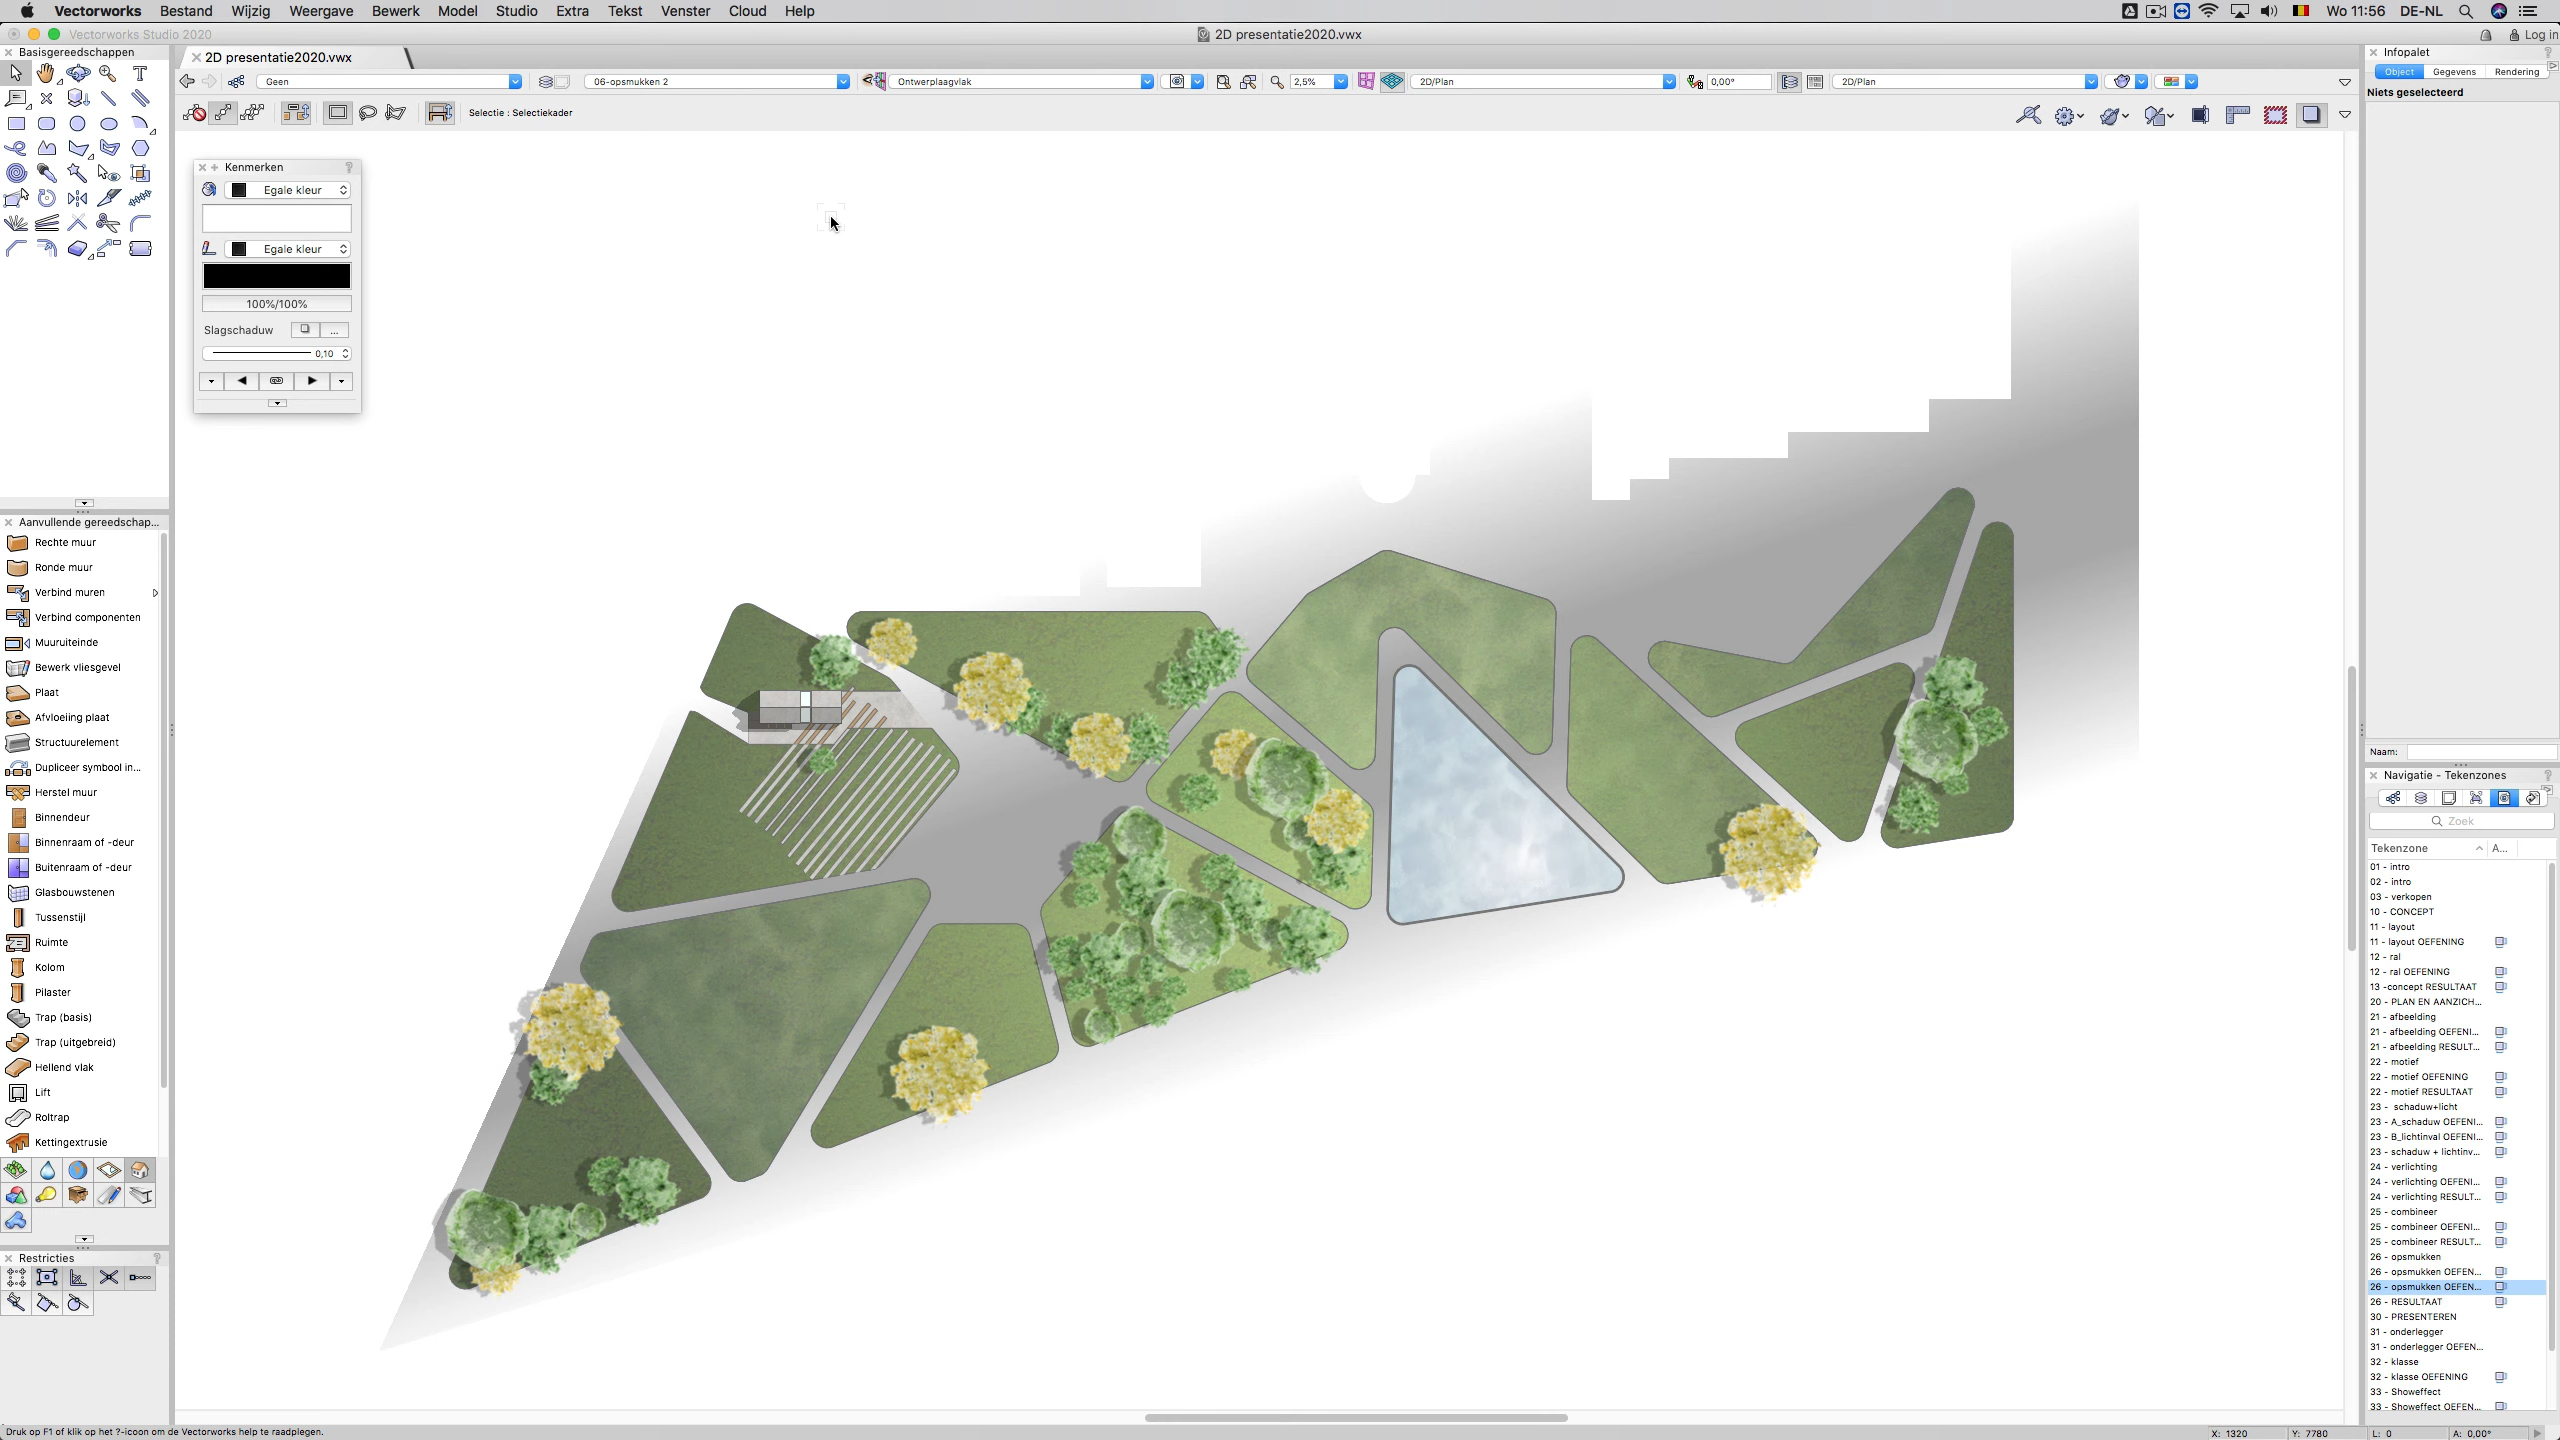 Vectorworks Bestand Wijzig Weergave Bewerk Model Studio Extra Tekst Venster Cloud Help Wo 11:56 DE-NL
Vectorworks Studio 2020 2D presentatie2020.vwx Log in
Basisgereedschappen
2D presentatie2020.vwx
Geen 06-opsmukken 2 Ontwerplaagvlak 2,5% 2D/Plan 0,00° 2D/Plan
Selectie : Selectiekader
Kenmerken
Egale kleur
Egale kleur
100%/100%
Slagschaduw ...
0,10
Aanvullende gereedschap...
Rechte muur
Ronde muur
Verbind muren
Verbind componenten
Muuruiteinde
Bewerk vliesgevel
Plaat
Afvloeiing plaat
Structuurelement
Dupliceer symbool in...
Herstel muur
Binnendeur
Binnenraam of -deur
Buitenraam of -deur
Glasbouwstenen
Tussenstijl
Ruimte
Kolom
Pilaster
Trap (basis)
Trap (uitgebreid)
Hellend vlak
Lift
Roltrap
Kettingextrusie
Restricties
Infopalet
Object Gegevens Rendering
Niets geselecteerd
Naam:
Navigatie - Tekenzones
Zoek
Tekenzone A...
01 - intro
02 - intro
03 - verkopen
10 - CONCEPT
11 - layout
11 - layout OEFENING
12 - ral
12 - ral OEFENING
13 -concept RESULTAAT
20 - PLAN EN AANZICH...
21 - afbeelding
21 - afbeelding OEFENI...
21 - afbeelding RESULT...
22 - motief
22 - motief OEFENING
22 - motief RESULTAAT
23 -  schaduw+licht
23 - A_schaduw OEFENI...
23 - B_lichtinval OEFENI...
23 - schaduw + lichtinv...
24 - verlichting
24 - verlichting OEFENI...
24 - verlichting RESULT...
25 - combineer
25 - combineer OEFENI...
25 - combineer RESULT...
26 - opsmukken
26 - opsmukken OEFEN...
26 - opsmukken OEFEN...
26 - RESULTAAT
30 - PRESENTEREN
31 - onderlegger
31 - onderlegger OEFEN...
32 - klasse
32 - klasse OEFENING
33 - Showeffect
33 - Showeffect OEFEN...
Druk op F1 of klik op het ?-icoon om de Vectorworks help te raadplegen. X: 1320 Y: 7780 L: 0 A: 0,00°